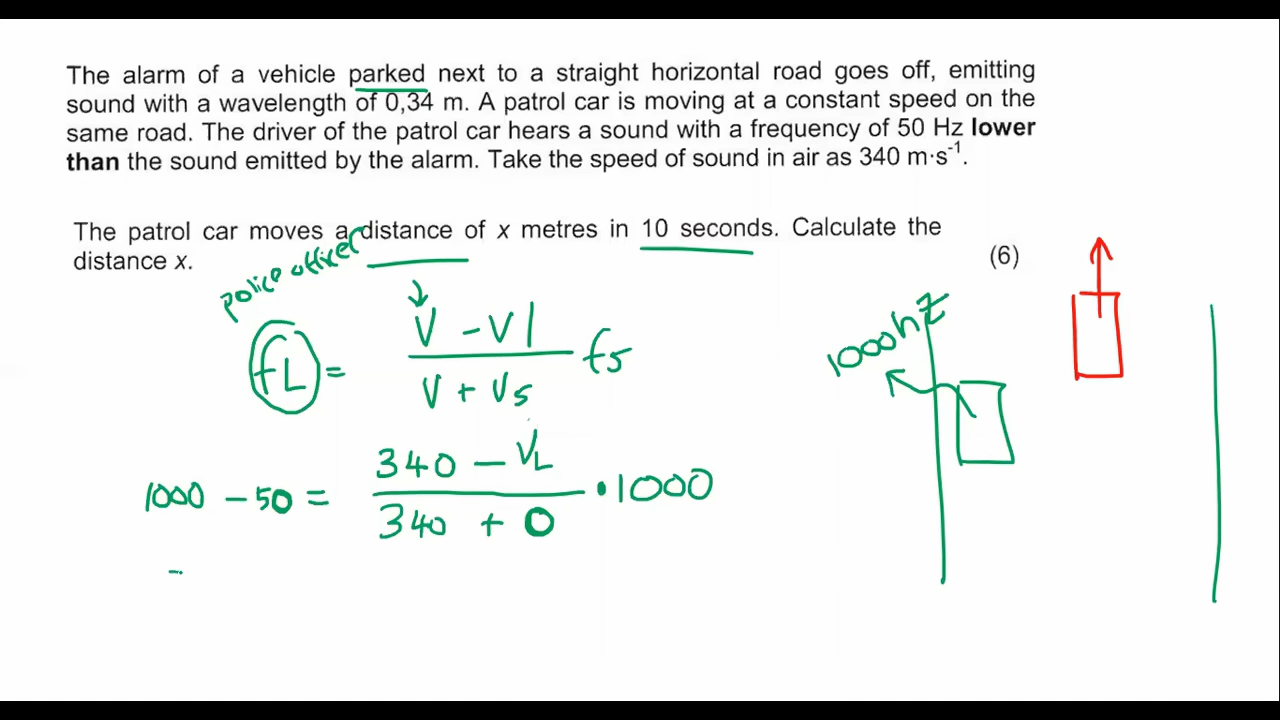 The alarm of a vehicle parked next to a straight horizontal road goes off, emitting
sound with a wavelength of 0,34 m. A patrol car is moving at a constant speed on the
same road. The driver of the patrol car hears a sound with a frequency of 50 Hz lower
than the sound emitted by the alarm. Take the speed of sound in air as 340 m·s⁻¹.
The patrol car moves a distance of x metres in 10 seconds. Calculate the
distance x. (6)
police officer
fL = (V - Vl)/(V + Vs) fs
1000hz
1000 - 50 = (340 - VL)/(340 + 0) · 1000